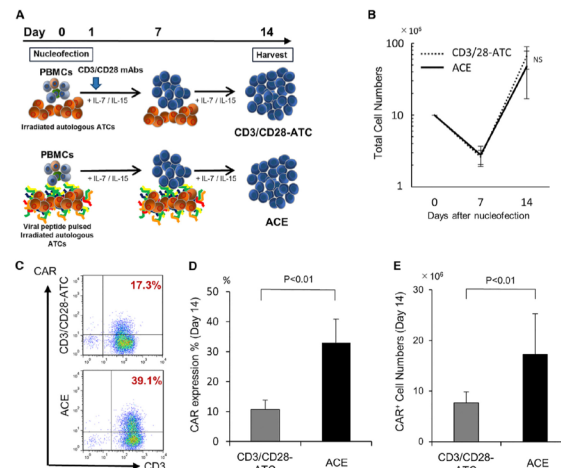 A
Day 0 1 7 14
Nucleofection
Harvest
CD3/CD28 mAbs
PBMCs
+ IL-7 / IL-15
+ IL-7 / IL-15
Irradiated autologous ATCs
CD3/CD28-ATC
PBMCs
+ IL-7 / IL-15
+ IL-7 / IL-15
Viral peptide pulsed
Irradiated autologous
ATCs
ACE
B
× 10⁶
Total Cell Numbers
100
10
1
CD3/28-ATC
ACE
NS
0 7 14
Days after nucleofection
C
CAR
CD3/CD28-ATC
17.3%
ACE
39.1%
CD3
D
%
P<0.01
CAR expression % (Day 14)
50
40
30
20
10
0
CD3/CD28-
ATC
ACE
E
× 10⁶
P<0.01
CAR⁺ Cell Numbers (Day 14)
30
20
10
0
CD3/CD28-
ATC
ACE